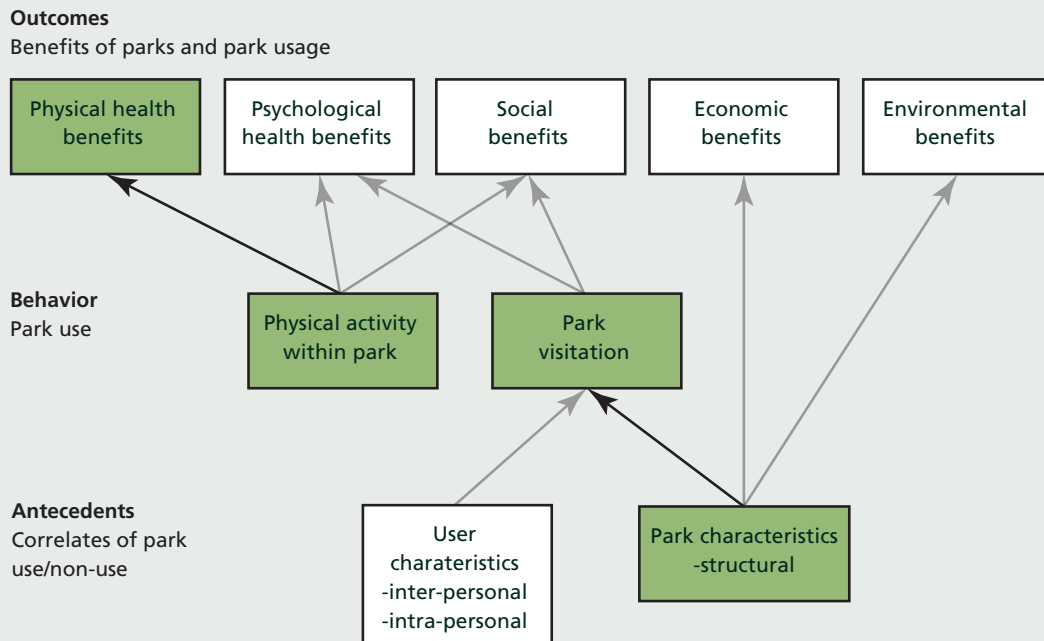 Outcomes
Benefits of parks and park usage
Physical health
benefits
Psychological
health benefits
Social
benefits
Economic
benefits
Environmental
benefits
Behavior
Park use
Physical activity
within park
Park
visitation
Antecedents
Correlates of park
use/non-use
User
charateristics
-inter-personal
-intra-personal
Park characteristics
-structural